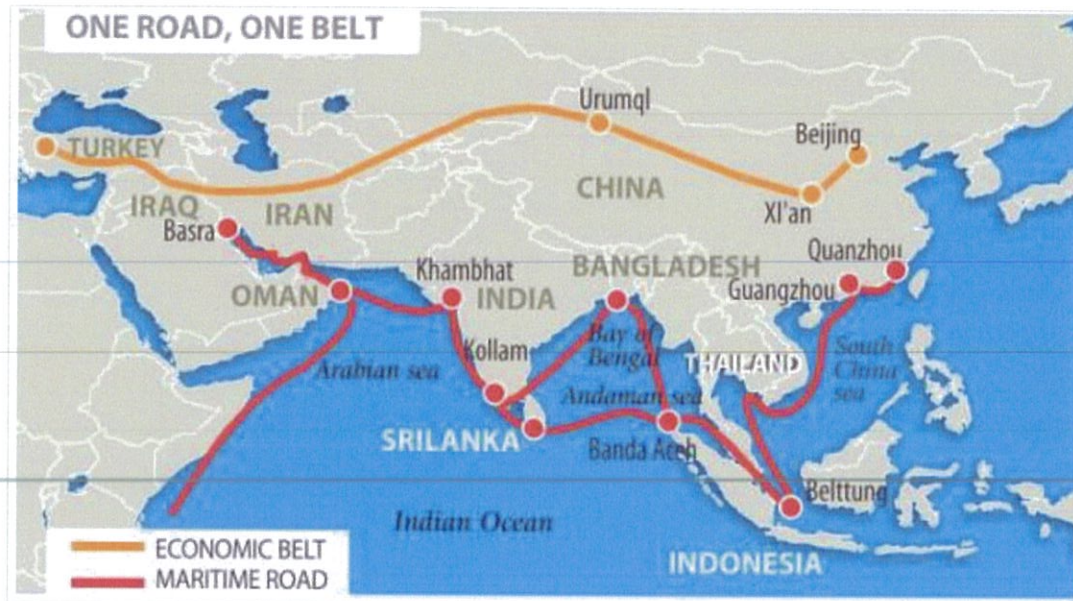 ONE ROAD, ONE BELT
Urumql
Beijing
TURKEY
CHINA
XI'an
IRAQ
IRAN
Basra
Quanzhou
Khambhat
BANGLADESH
Guangzhou
OMAN
INDIA
Bay of
Bengal
Kollam
South
China
sea
THAILAND
Arabian sea
Andaman sea
SRILANKA
Banda Aceh
Belttung
Indian Ocean
INDONESIA
ECONOMIC BELT
MARITIME ROAD